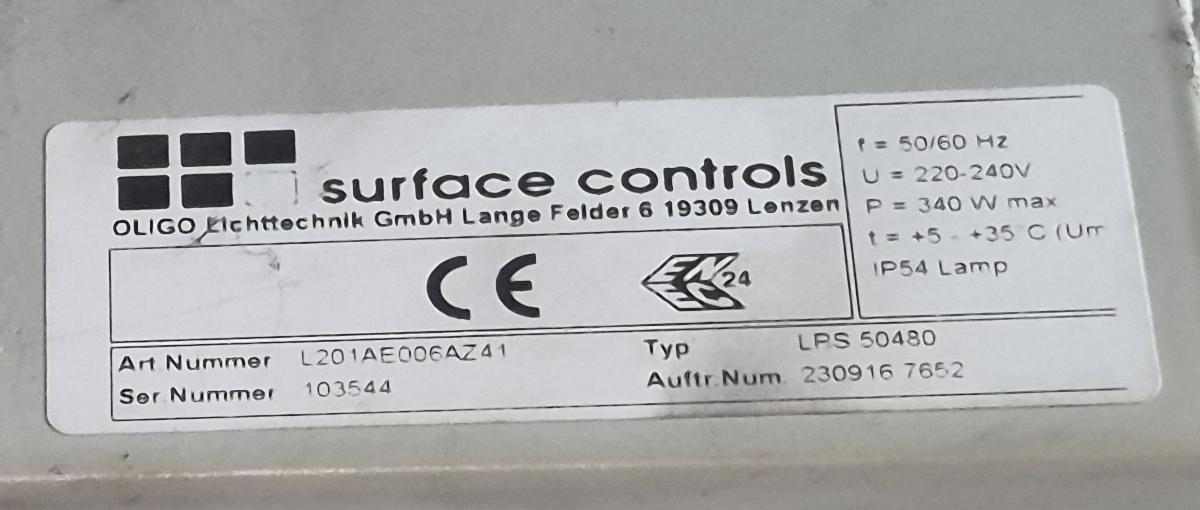 surface controls
OLIGO Lichttechnik GmbH Lange Felder 6 19309 Lenzen
f = 50/60 Hz
U = 220-240V
P = 340 W max
t = +5 - +35 C (Um
IP54 Lamp
CE
24
Art Nummer L201AE006AZ41
Ser.Nummer 103544
Typ LPS 50480
Auftr.Num. 230916 7652